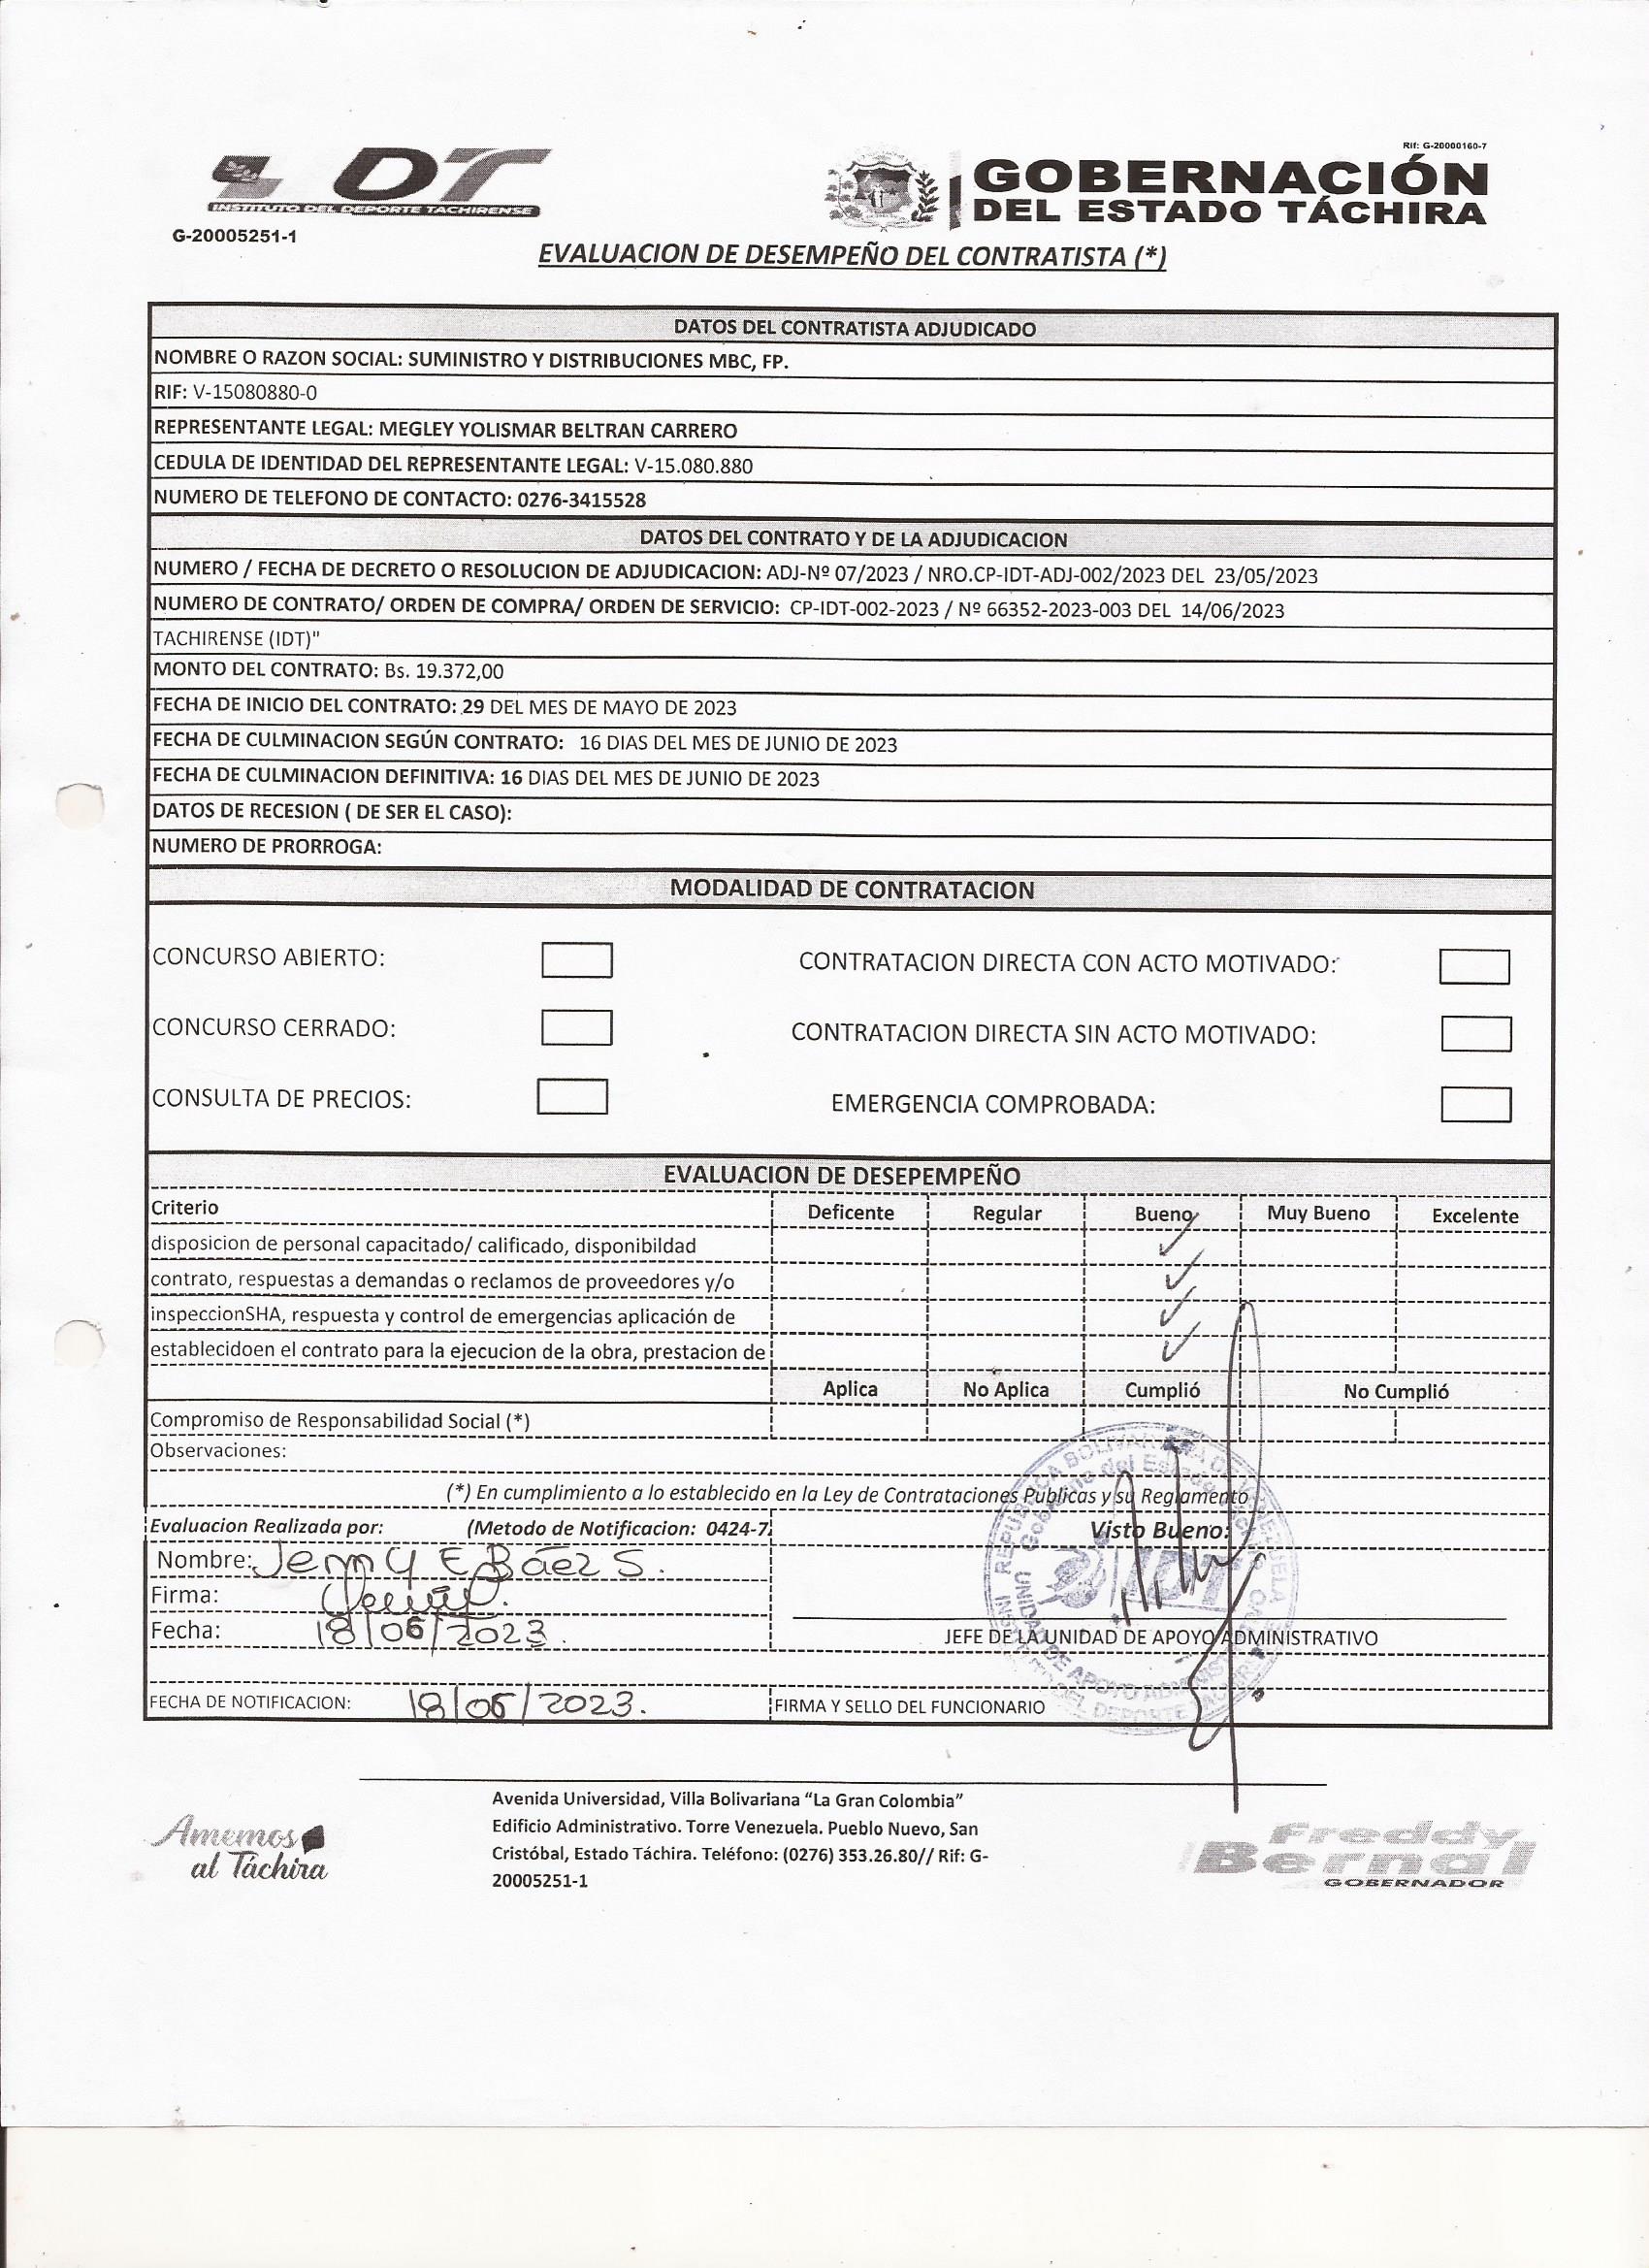 Rif: G-20000160-7
IDT
INSTITUTO DEL DEPORTE TACHIRENSE
G-20005251-1
GOBERNACIÓN
DEL ESTADO TÁCHIRA
EVALUACION DE DESEMPEÑO DEL CONTRATISTA (*)
DATOS DEL CONTRATISTA ADJUDICADO
NOMBRE O RAZON SOCIAL: SUMINISTRO Y DISTRIBUCIONES MBC, FP.
RIF: V-15080880-0
REPRESENTANTE LEGAL: MEGLEY YOLISMAR BELTRAN CARRERO
CEDULA DE IDENTIDAD DEL REPRESENTANTE LEGAL: V-15.080.880
NUMERO DE TELEFONO DE CONTACTO: 0276-3415528
DATOS DEL CONTRATO Y DE LA ADJUDICACION
NUMERO / FECHA DE DECRETO O RESOLUCION DE ADJUDICACION: ADJ-Nº 07/2023 / NRO.CP-IDT-ADJ-002/2023 DEL 23/05/2023
NUMERO DE CONTRATO/ ORDEN DE COMPRA/ ORDEN DE SERVICIO: CP-IDT-002-2023 / Nº 66352-2023-003 DEL 14/06/2023
TACHIRENSE (IDT)"
MONTO DEL CONTRATO: Bs. 19.372,00
FECHA DE INICIO DEL CONTRATO: 29 DEL MES DE MAYO DE 2023
FECHA DE CULMINACION SEGÚN CONTRATO: 16 DIAS DEL MES DE JUNIO DE 2023
FECHA DE CULMINACION DEFINITIVA: 16 DIAS DEL MES DE JUNIO DE 2023
DATOS DE RECESION ( DE SER EL CASO):
NUMERO DE PRORROGA:
MODALIDAD DE CONTRATACION
CONCURSO ABIERTO: CONTRATACION DIRECTA CON ACTO MOTIVADO:
CONCURSO CERRADO: CONTRATACION DIRECTA SIN ACTO MOTIVADO:
CONSULTA DE PRECIOS: EMERGENCIA COMPROBADA:
EVALUACION DE DESEPEMPEÑO
Criterio Deficente Regular Bueno Muy Bueno Excelente
disposicion de personal capacitado/ calificado, disponibildad ✓
contrato, respuestas a demandas o reclamos de proveedores y/o ✓
inspeccionSHA, respuesta y control de emergencias aplicación de ✓
establecidoen el contrato para la ejecucion de la obra, prestacion de ✓
Aplica No Aplica Cumplió No Cumplió
Compromiso de Responsabilidad Social (*)
Observaciones:
(*) En cumplimiento a lo establecido en la Ley de Contrataciones Publicas y su Reglamento
Evaluacion Realizada por: (Metodo de Notificacion: 0424-7 Visto Bueno:
Nombre: Jenny E Báez S.
Firma:
Fecha: 18/06/2023.
JEFE DE LA UNIDAD DE APOYO ADMINISTRATIVO
FECHA DE NOTIFICACION: 18/06/2023. FIRMA Y SELLO DEL FUNCIONARIO
Avenida Universidad, Villa Bolivariana “La Gran Colombia”
Edificio Administrativo. Torre Venezuela. Pueblo Nuevo, San
Cristóbal, Estado Táchira. Teléfono: (0276) 353.26.80// Rif: G-
20005251-1
Amemos
al Táchira
Freddy
Bernal
GOBERNADOR